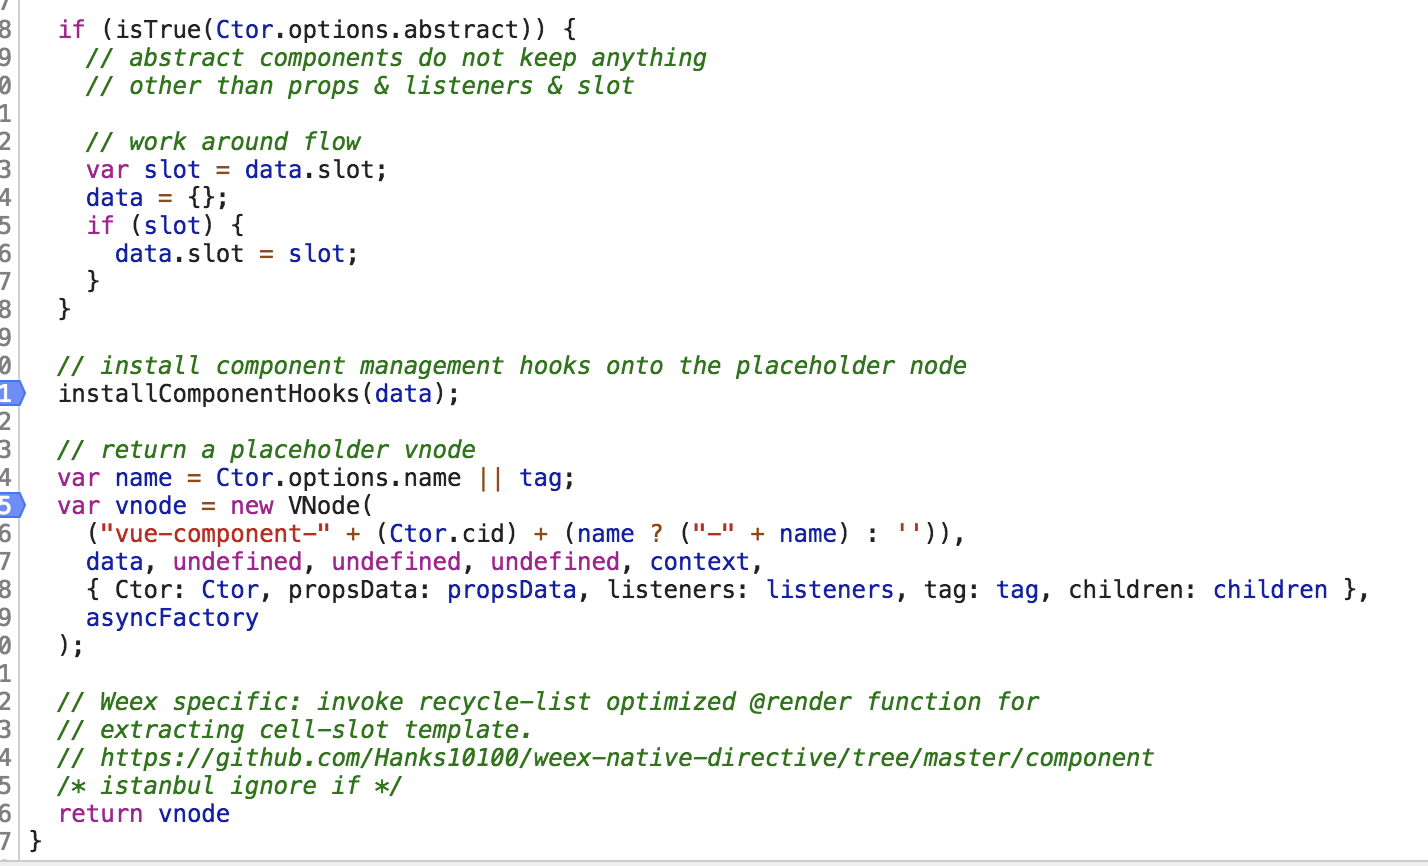 8 if (isTrue(Ctor.options.abstract)) {
9 // abstract components do not keep anything
0 // other than props & listeners & slot
1
2 // work around flow
3 var slot = data.slot;
4 data = {};
5 if (slot) {
6 data.slot = slot;
7 }
8 }
9
0 // install component management hooks onto the placeholder node
1 installComponentHooks(data);
2
3 // return a placeholder vnode
4 var name = Ctor.options.name || tag;
5 var vnode = new VNode(
6 ("vue-component-" + (Ctor.cid) + (name ? ("-" + name) : '')),
7 data, undefined, undefined, undefined, context,
8 { Ctor: Ctor, propsData: propsData, listeners: listeners, tag: tag, children: children },
9 asyncFactory
0 );
1
2 // Weex specific: invoke recycle-list optimized @render function for
3 // extracting cell-slot template.
4 // https://github.com/Hanks10100/weex-native-directive/tree/master/component
5 /* istanbul ignore if */
6 return vnode
7 }